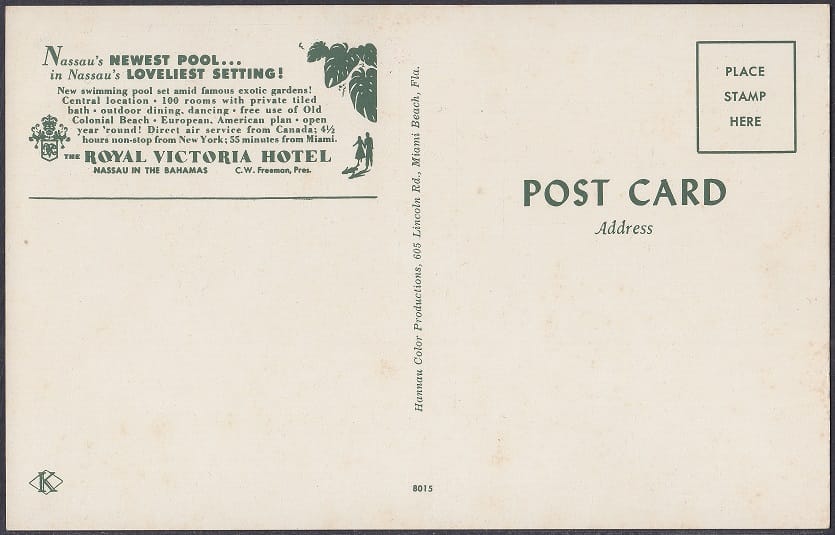 Nassau's NEWEST POOL...
in Nassau's LOVELIEST SETTING!
New swimming pool set amid famous exotic gardens!
Central location • 100 rooms with private tiled
bath • outdoor dining, dancing • free use of Old
Colonial Beach • European, American plan • open
year 'round! Direct air service from Canada; 4½
hours non-stop from New York; 55 minutes from Miami.
THE ROYAL VICTORIA HOTEL
NASSAU IN THE BAHAMAS C.W. Freeman, Pres.
Hannau Color Productions, 605 Lincoln Rd., Miami Beach, Fla.
PLACE
STAMP
HERE
POST CARD
Address
K
8015